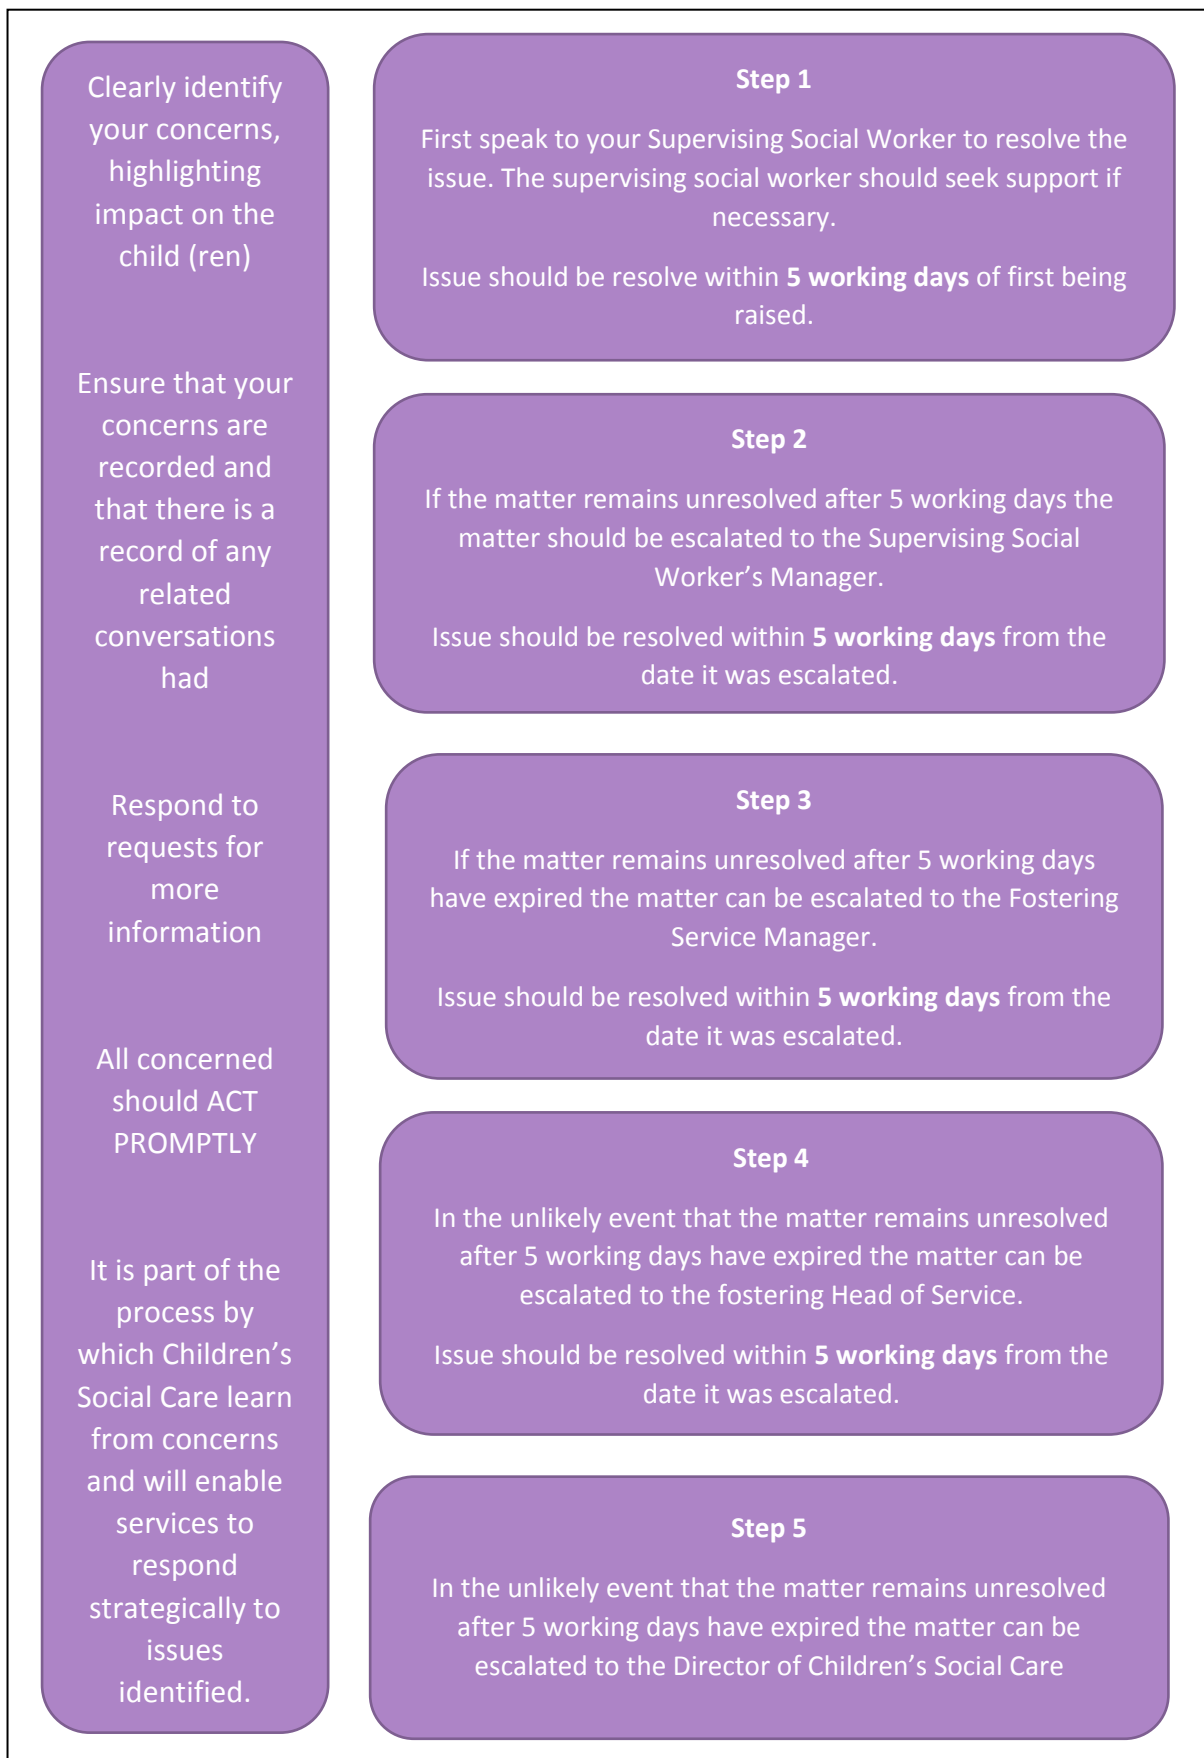 Clearly identify
your concerns,
highlighting
impact on the
child (ren)
Ensure that your
concerns are
recorded and
that there is a
record of any
related
conversations
had
Respond to
requests for
more
information
All concerned
should ACT
PROMPTLY
It is part of the
process by
which Children’s
Social Care learn
from concerns
and will enable
services to
respond
strategically to
issues
identified.
Step 1
First speak to your Supervising Social Worker to resolve the
issue. The supervising social worker should seek support if
necessary.
Issue should be resolve within 5 working days of first being
raised.
Step 2
If the matter remains unresolved after 5 working days the
matter should be escalated to the Supervising Social
Worker’s Manager.
Issue should be resolved within 5 working days from the
date it was escalated.
Step 3
If the matter remains unresolved after 5 working days
have expired the matter can be escalated to the Fostering
Service Manager.
Issue should be resolved within 5 working days from the
date it was escalated.
Step 4
In the unlikely event that the matter remains unresolved
after 5 working days have expired the matter can be
escalated to the fostering Head of Service.
Issue should be resolved within 5 working days from the
date it was escalated.
Step 5
In the unlikely event that the matter remains unresolved
after 5 working days have expired the matter can be
escalated to the Director of Children’s Social Care